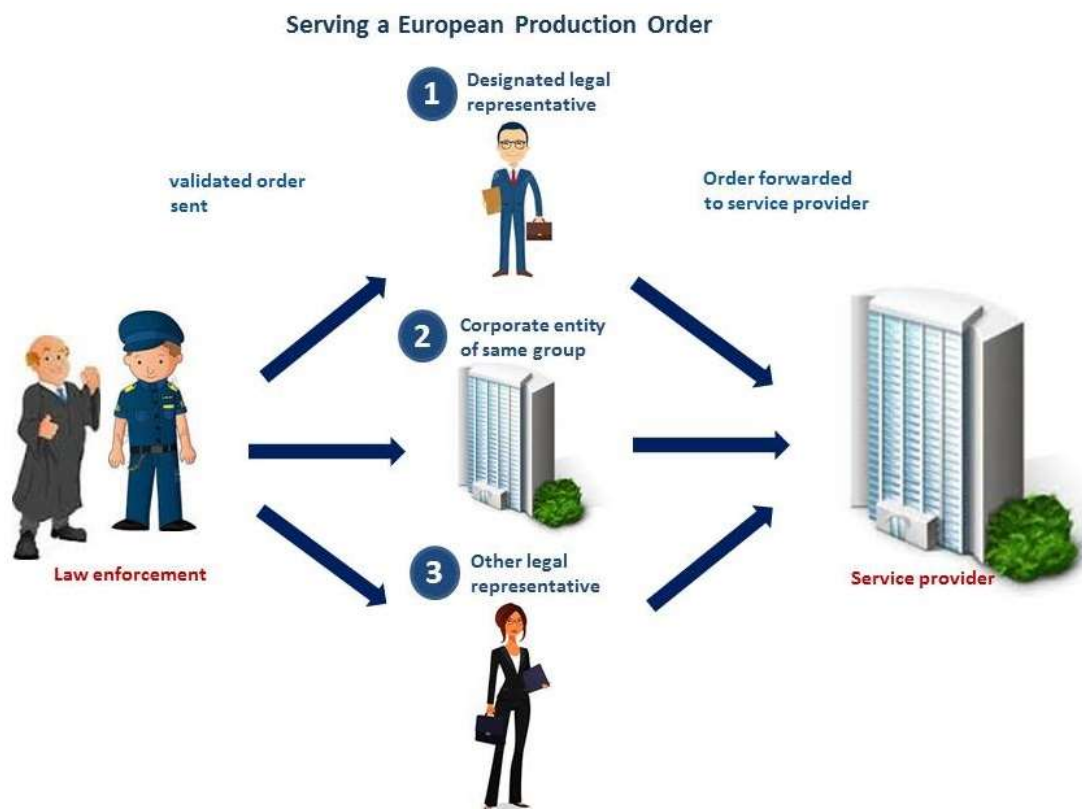 Serving a European Production Order
1
Designated legal
representative
validated order
sent
Order forwarded
to service provider
2
Corporate entity
of same group
Law enforcement
3
Other legal
representative
Service provider